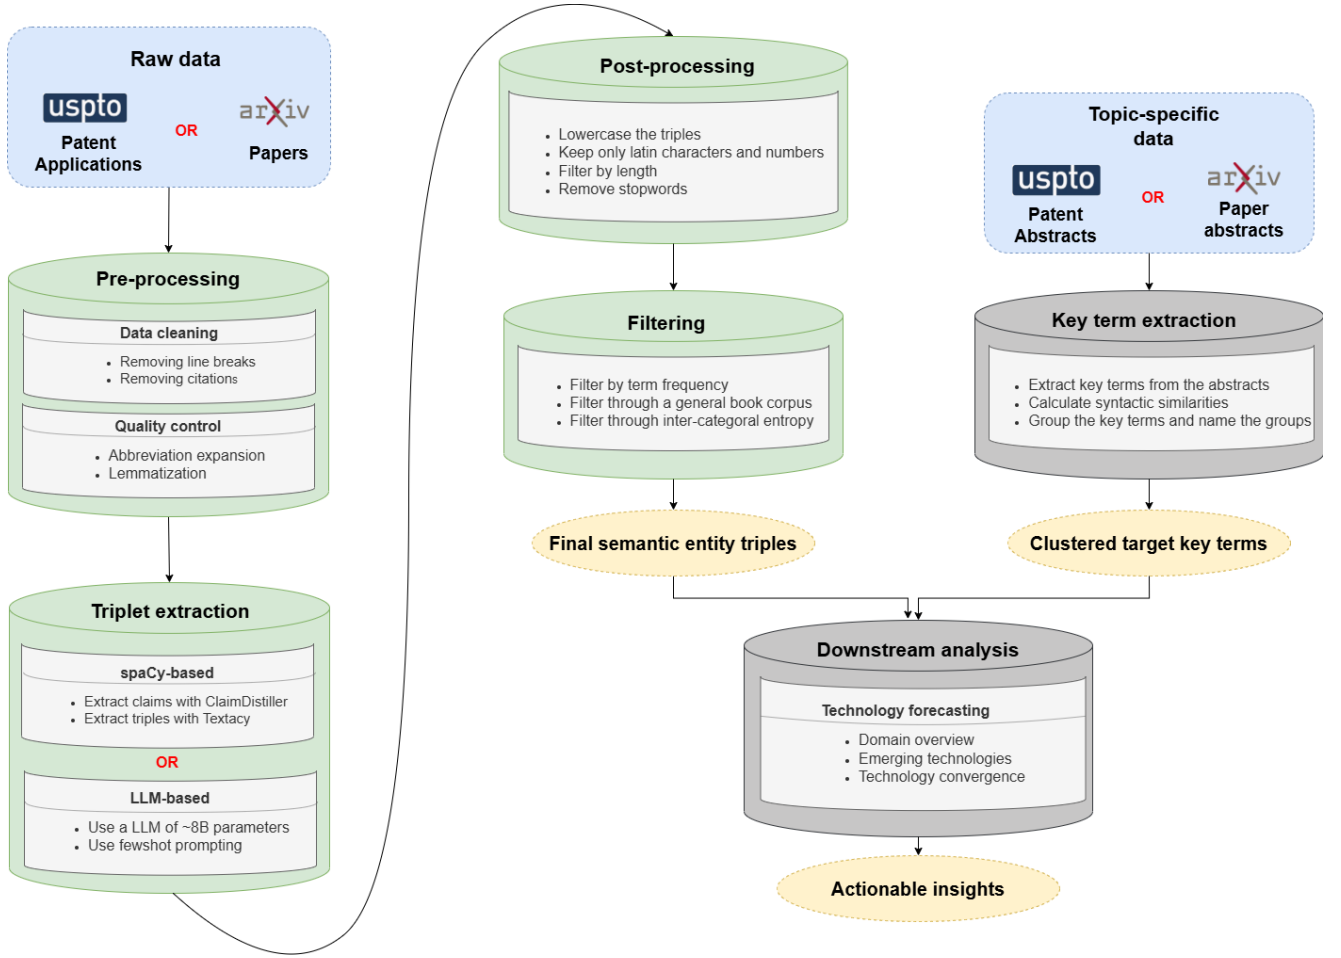 Raw data
uspto
Patent
Applications
OR
arXiv
Papers
Pre-processing
Data cleaning
Removing line breaks
Removing citations
Quality control
Abbreviation expansion
Lemmatization
Triplet extraction
spaCy-based
Extract claims with ClaimDistiller
Extract triples with Textacy
OR
LLM-based
Use a LLM of ~8B parameters
Use fewshot prompting
Post-processing
Lowercase the triples
Keep only latin characters and numbers
Filter by length
Remove stopwords
Filtering
Filter by term frequency
Filter through a general book corpus
Filter through inter-categoral entropy
Final semantic entity triples
Topic-specific
data
uspto
Patent
Abstracts
OR
arXiv
Paper
abstracts
Key term extraction
Extract key terms from the abstracts
Calculate syntactic similarities
Group the key terms and name the groups
Clustered target key terms
Downstream analysis
Technology forecasting
Domain overview
Emerging technologies
Technology convergence
Actionable insights